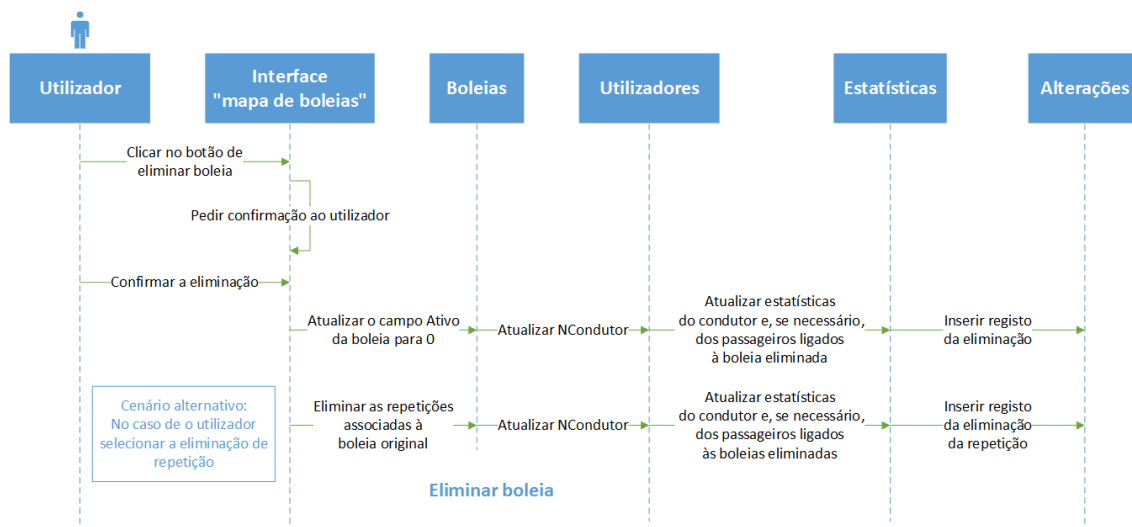 Utilizador
Interface
"mapa de boleias"
Boleias
Utilizadores
Estatísticas
Alterações
Clicar no botão de
eliminar boleia
Pedir confirmação ao utilizador
Confirmar a eliminação
Atualizar o campo Ativo
da boleia para 0
Atualizar NCondutor
Atualizar estatísticas
do condutor e, se necessário,
dos passageiros ligados
à boleia eliminada
Inserir registo
da eliminação
Cenário alternativo:
No caso de o utilizador
selecionar a eliminação de
repetição
Eliminar as repetições
associadas à
boleia original
Atualizar NCondutor
Atualizar estatísticas
do condutor e, se necessário,
dos passageiros ligados
às boleias eliminadas
Inserir registo
da eliminação
da repetição
Eliminar boleia